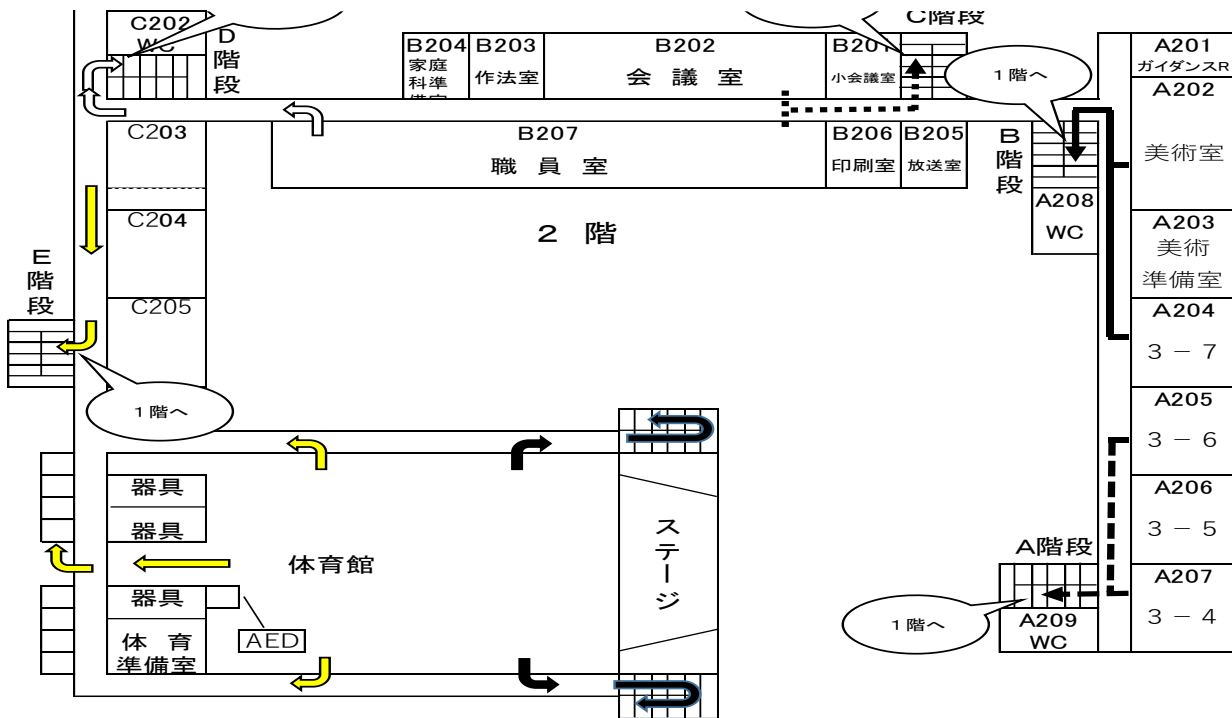 C202
WC
D
階
段
B204
家庭
科準
備室
B203
作法室
B202
会議室
B201
小会議室
C階段
1階へ
A201
ガイダンスR
A202
美術室
C203
B207
職員室
B206
印刷室
B205
放送室
B
階
段
A208
WC
A203
美術
準備室
C204
2 階
E
階
段
C205
A204
3-7
1階へ
A205
3-6
器具
器具
体育館
ステージ
A206
3-5
A階段
器具
体 育
準備室
AED
1階へ
A209
WC
A207
3-4